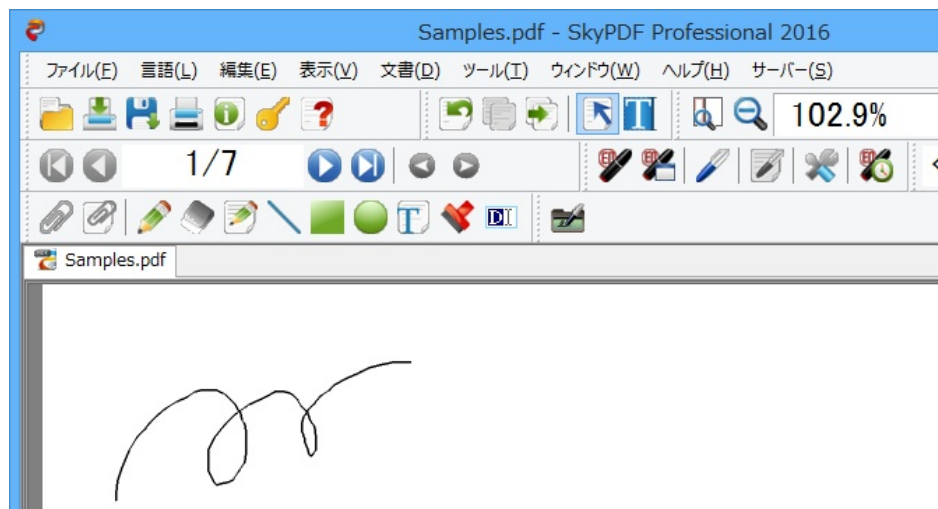 Samples.pdf - SkyPDF Professional 2016
ファイル(F) 言語(L) 編集(E) 表示(V) 文書(D) ツール(T) ウィンドウ(W) ヘルプ(H) サーバー(S)
102.9%
1/7
Samples.pdf